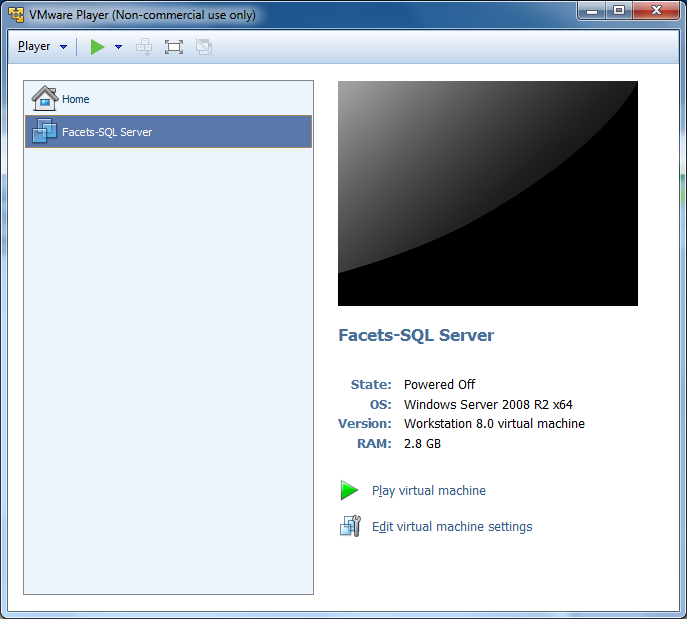 VMware Player (Non-commercial use only)
Player
Home
Facets-SQL Server
Facets-SQL Server
State: Powered Off
OS: Windows Server 2008 R2 x64
Version: Workstation 8.0 virtual machine
RAM: 2.8 GB
Play virtual machine
Edit virtual machine settings